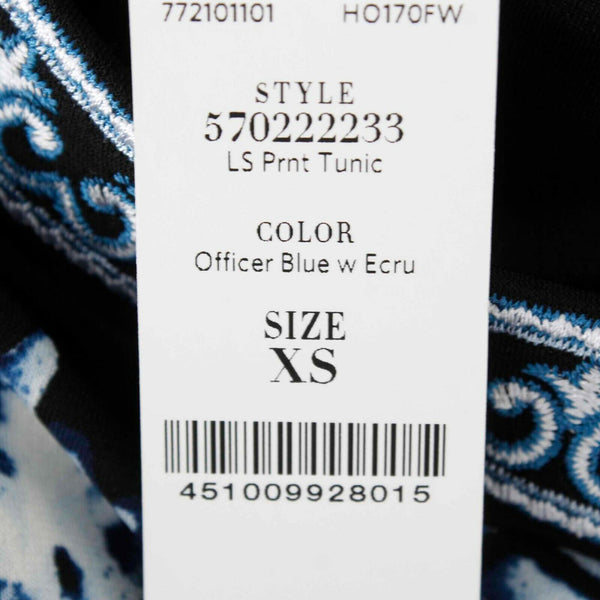 772101101 HO170FW
STYLE
570222233
LS Prnt Tunic
COLOR
Officer Blue w Ecru
SIZE
XS
451009928015